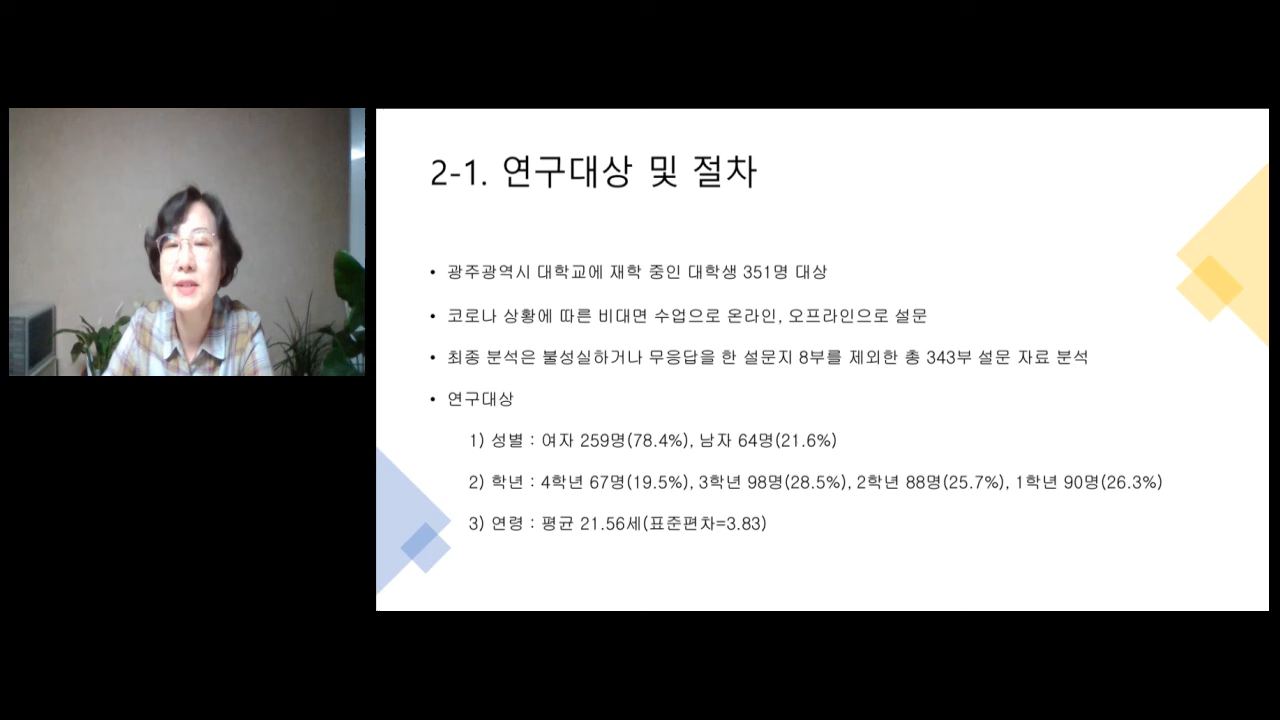 2-1. 연구대상 및 절차
• 광주광역시 대학교에 재학 중인 대학생 351명 대상
• 코로나 상황에 따른 비대면 수업으로 온라인, 오프라인으로 설문
• 최종 분석은 불성실하거나 무응답을 한 설문지 8부를 제외한 총 343부 설문 자료 분석
• 연구대상
1) 성별 : 여자 259명(78.4%), 남자 64명(21.6%)
2) 학년 : 4학년 67명(19.5%), 3학년 98명(28.5%), 2학년 88명(25.7%), 1학년 90명(26.3%)
3) 연령 : 평균 21.56세(표준편차=3.83)